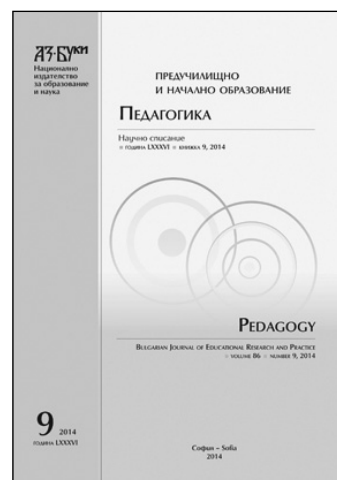 АЗ·БУКИ
Национално
издателство
за образование
и наука
ПРЕДУЧИЛИЩНО
И НАЧАЛНО ОБРАЗОВАНИЕ
ПЕДАГОГИКА
Научно списание
ГОДИНА LXXXVI КНИЖКА 9, 2014
PEDAGOGY
BULGARIAN JOURNAL OF EDUCATIONAL RESEARCH AND PRACTICE
VOLUME 86 NUMBER 9, 2014
9 2014
ГОДИНА LXXXVI
София – Sofia
2014